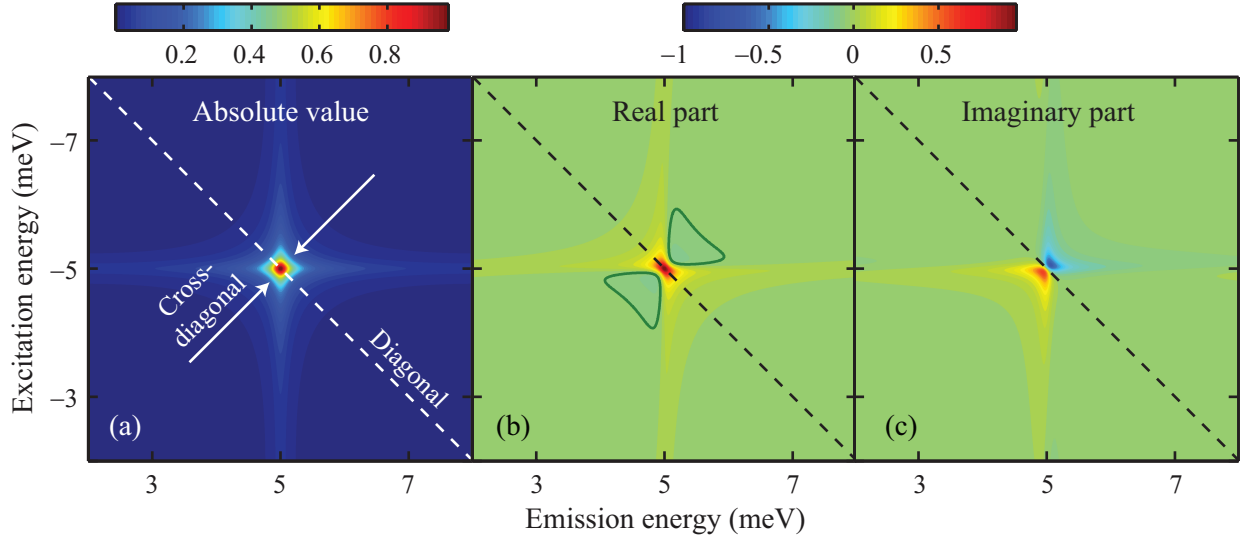 0.2 0.4 0.6 0.8
−1 −0.5 0 0.5
Absolute value
Real part
Imaginary part
Excitation energy (meV)
−7
−5
−3
Cross-
diagonal
Diagonal
(a)
(b)
(c)
3 5 7
3 5 7
3 5 7
Emission energy (meV)